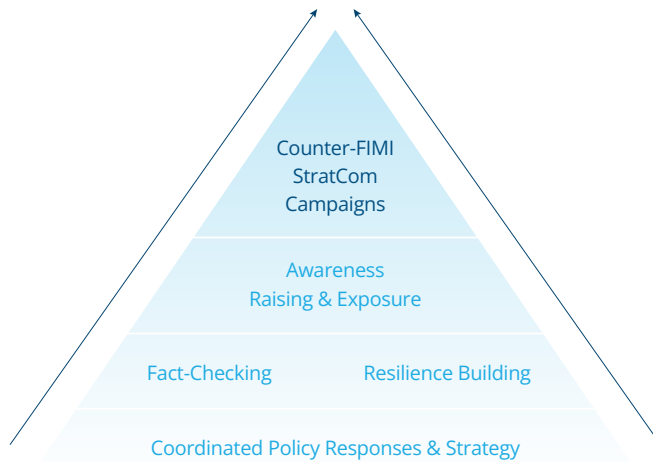 Counter-FIMI
StratCom
Campaigns
Awareness
Raising & Exposure
Fact-Checking
Resilience Building
Coordinated Policy Responses & Strategy